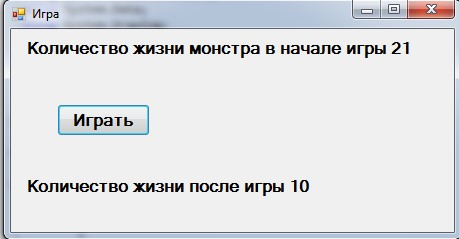 Игра
Количество жизни монстра в начале игры 21
Играть
Количество жизни после игры 10